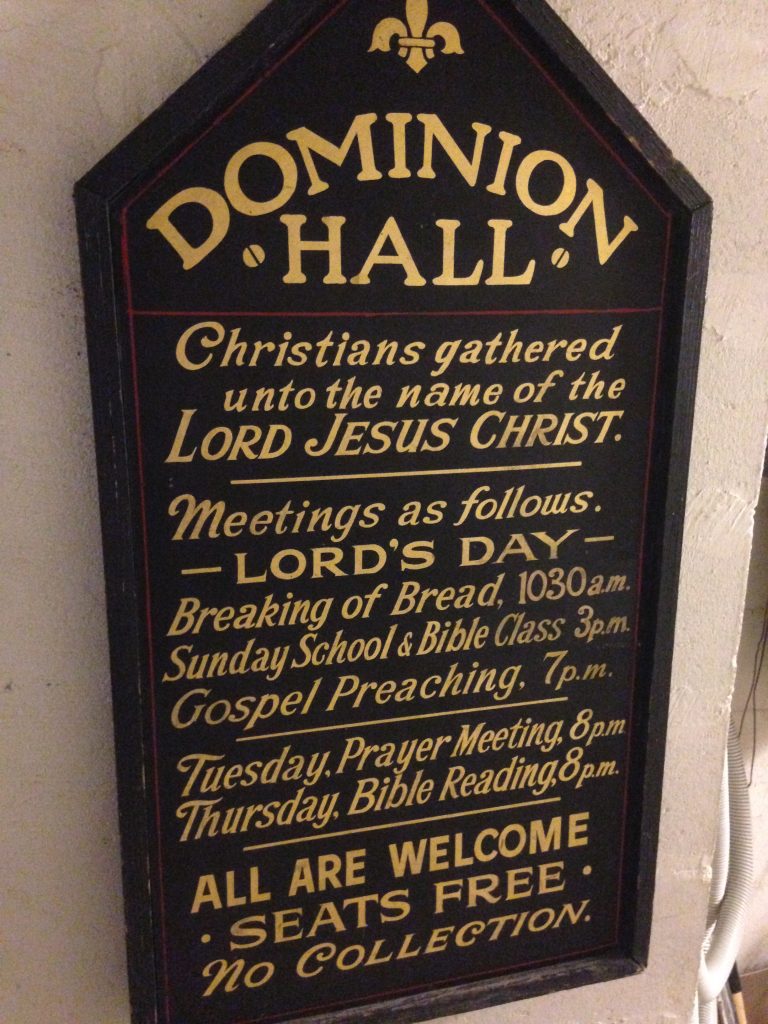 DOMINION
· HALL ·
Christians gathered
unto the name of the
LORD JESUS CHRIST.
Meetings as follows.
– LORD'S DAY –
Breaking of Bread, 1030 a.m.
Sunday School & Bible Class 3p.m.
Gospel Preaching, 7p.m.
Tuesday, Prayer Meeting, 8pm
Thursday, Bible Reading, 8p.m.
ALL ARE WELCOME
· SEATS FREE ·
NO COLLECTION.